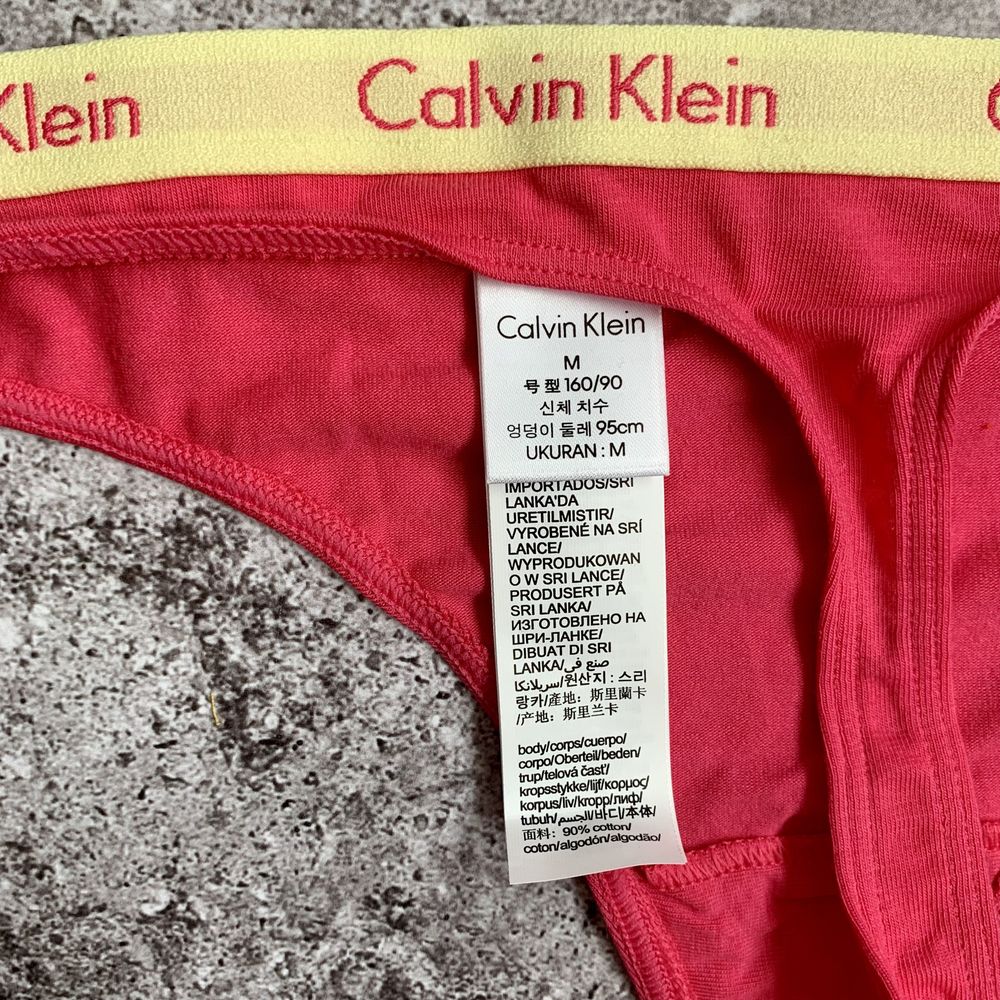 Klein Calvin Klein
Calvin Klein
M
号型 160/90
신체 치수
엉덩이 둘레 95cm
UKURAN : M
IMPORTADOS/SRI
LANKA'DA
URETILMISTIR/
VYROBENÉ NA SRÍ
LANCE/
WYPRODUKOWAN
O W SRI LANCE/
PRODUSERT PÅ
SRI LANKA/
ИЗГОТОВЛЕНО НА
ШРИ-ЛАНКЕ/
DIBUAT DI SRI
LANKA/صنع في
سريلانكا/원산지 : 스리
랑카/產地: 斯里蘭卡
/产地: 斯里兰卡
body/corps/cuerpo/
corpo/Oberteil/beden/
trup/telová časť/
kropsstykke/lijf/κορμος/
korpus/liv/kropp/лиф/
tubuh/الجسم/바디/本体/
面料: 90% cotton/
coton/algodón/algodão/